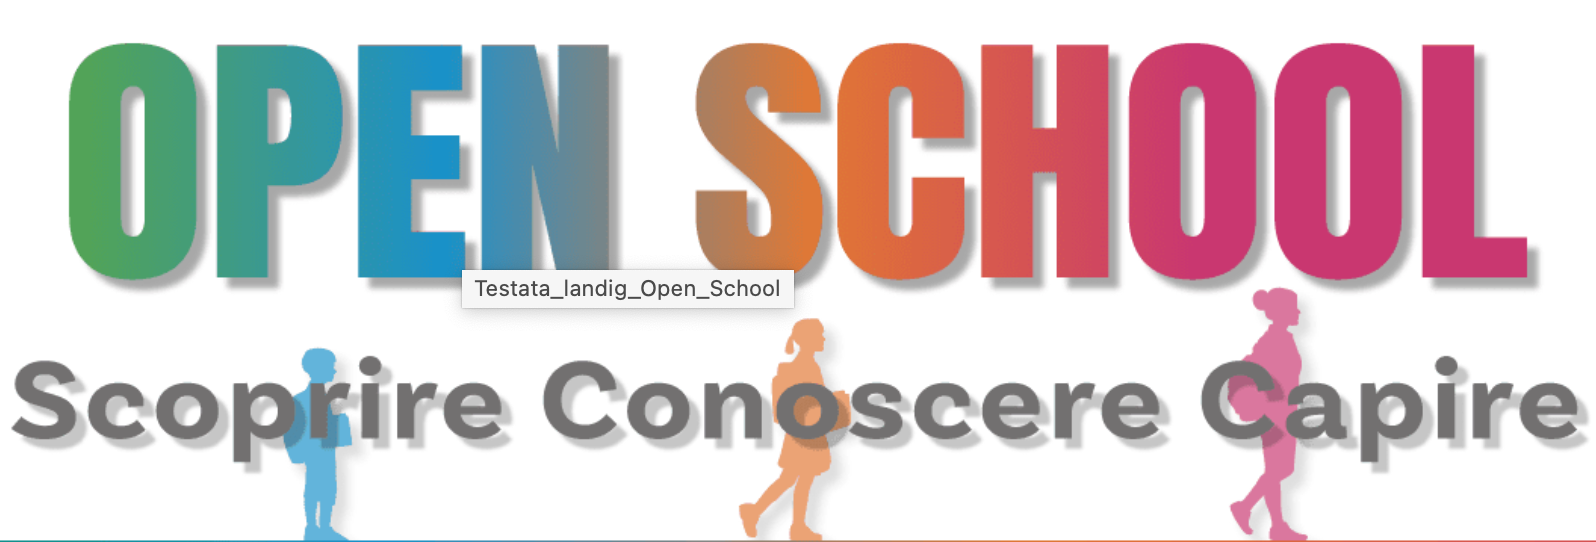 OPEN SCHOOL
Testata_landig_Open_School
Scoprire Conoscere Capire